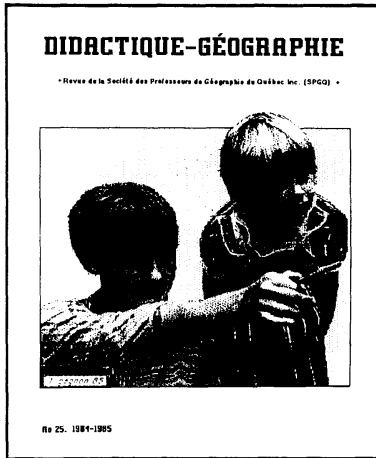 DIDACTIQUE-GÉOGRAPHIE
• Revue de la Société des Professeurs de Géographie du Québec Inc. (SPGQ) •
No 25. 1984-1985